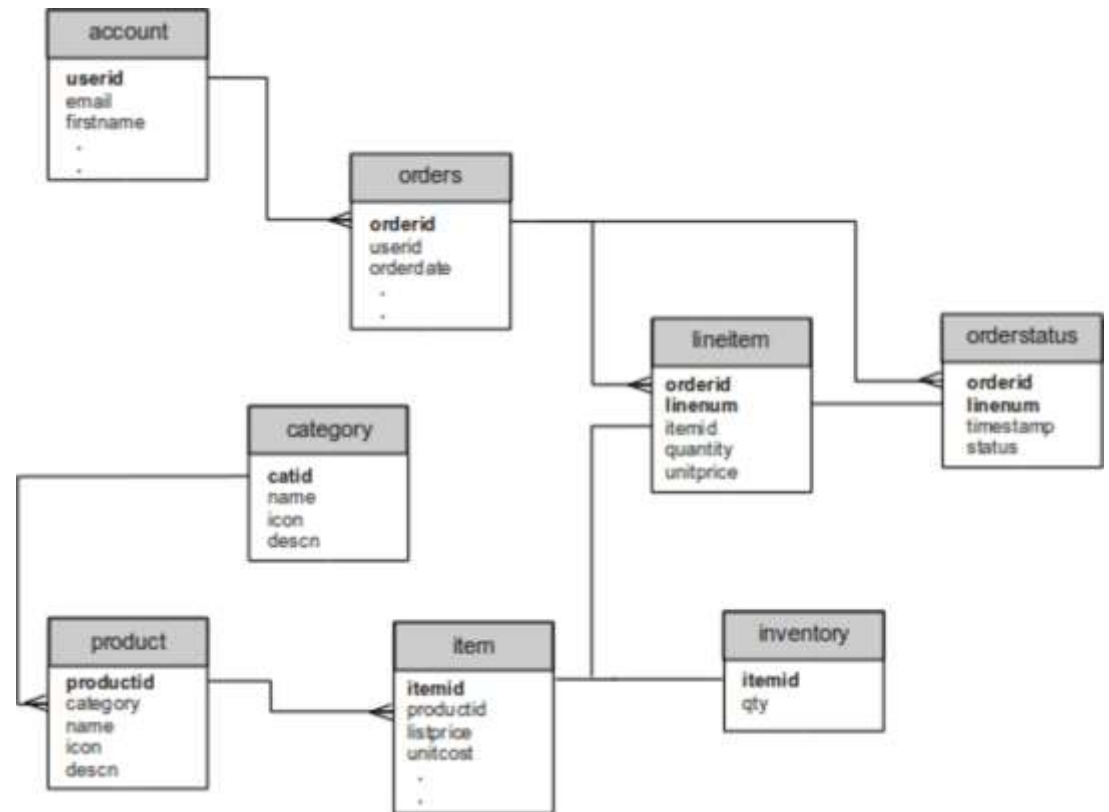 account
userid
email
firstname
.
.
orders
orderid
userid
orderdate
.
.
lineitem
orderid
linenum
itemid
quantity
unitprice
orderstatus
orderid
linenum
timestamp
status
category
catid
name
icon
descn
product
productid
category
name
icon
descn
item
itemid
productid
listprice
unitcost
.
.
inventory
itemid
qty